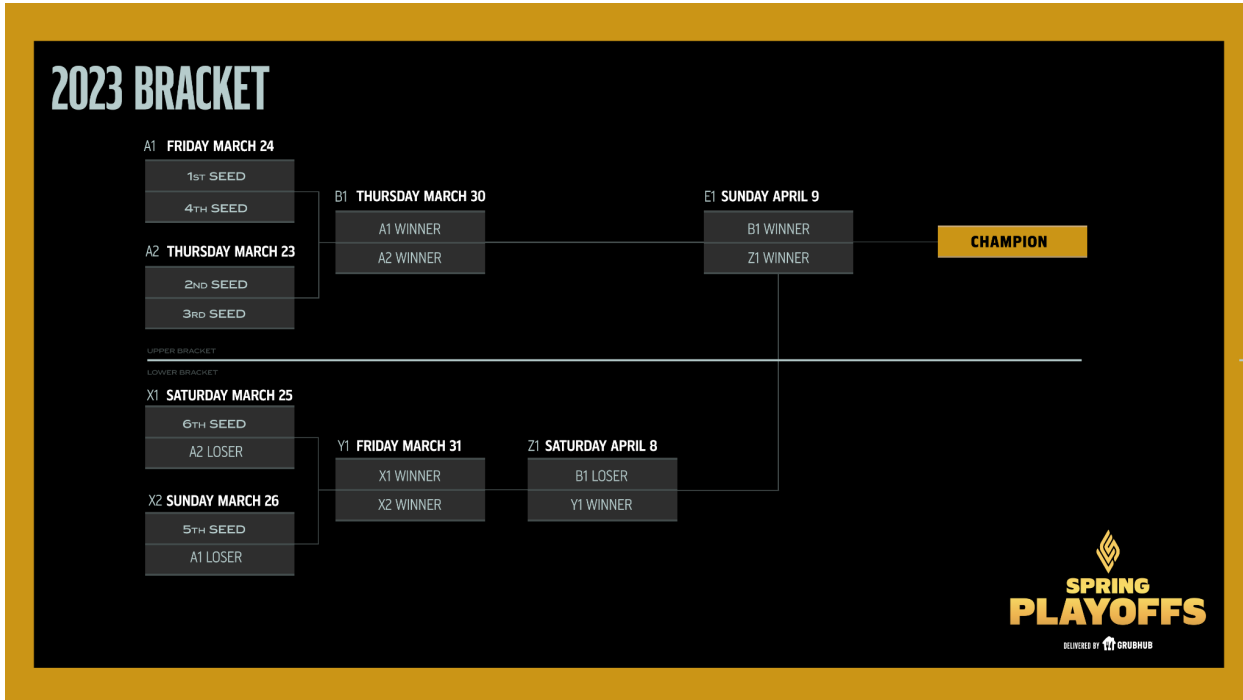 2023 BRACKET
A1 FRIDAY MARCH 24
1ST SEED
4TH SEED
A2 THURSDAY MARCH 23
2ND SEED
3RD SEED
B1 THURSDAY MARCH 30
A1 WINNER
A2 WINNER
E1 SUNDAY APRIL 9
B1 WINNER
Z1 WINNER
CHAMPION
UPPER BRACKET
LOWER BRACKET
X1 SATURDAY MARCH 25
6TH SEED
A2 LOSER
X2 SUNDAY MARCH 26
5TH SEED
A1 LOSER
Y1 FRIDAY MARCH 31
X1 WINNER
X2 WINNER
Z1 SATURDAY APRIL 8
B1 LOSER
Y1 WINNER
SPRING
PLAYOFFS
DELIVERED BY GRUBHUB